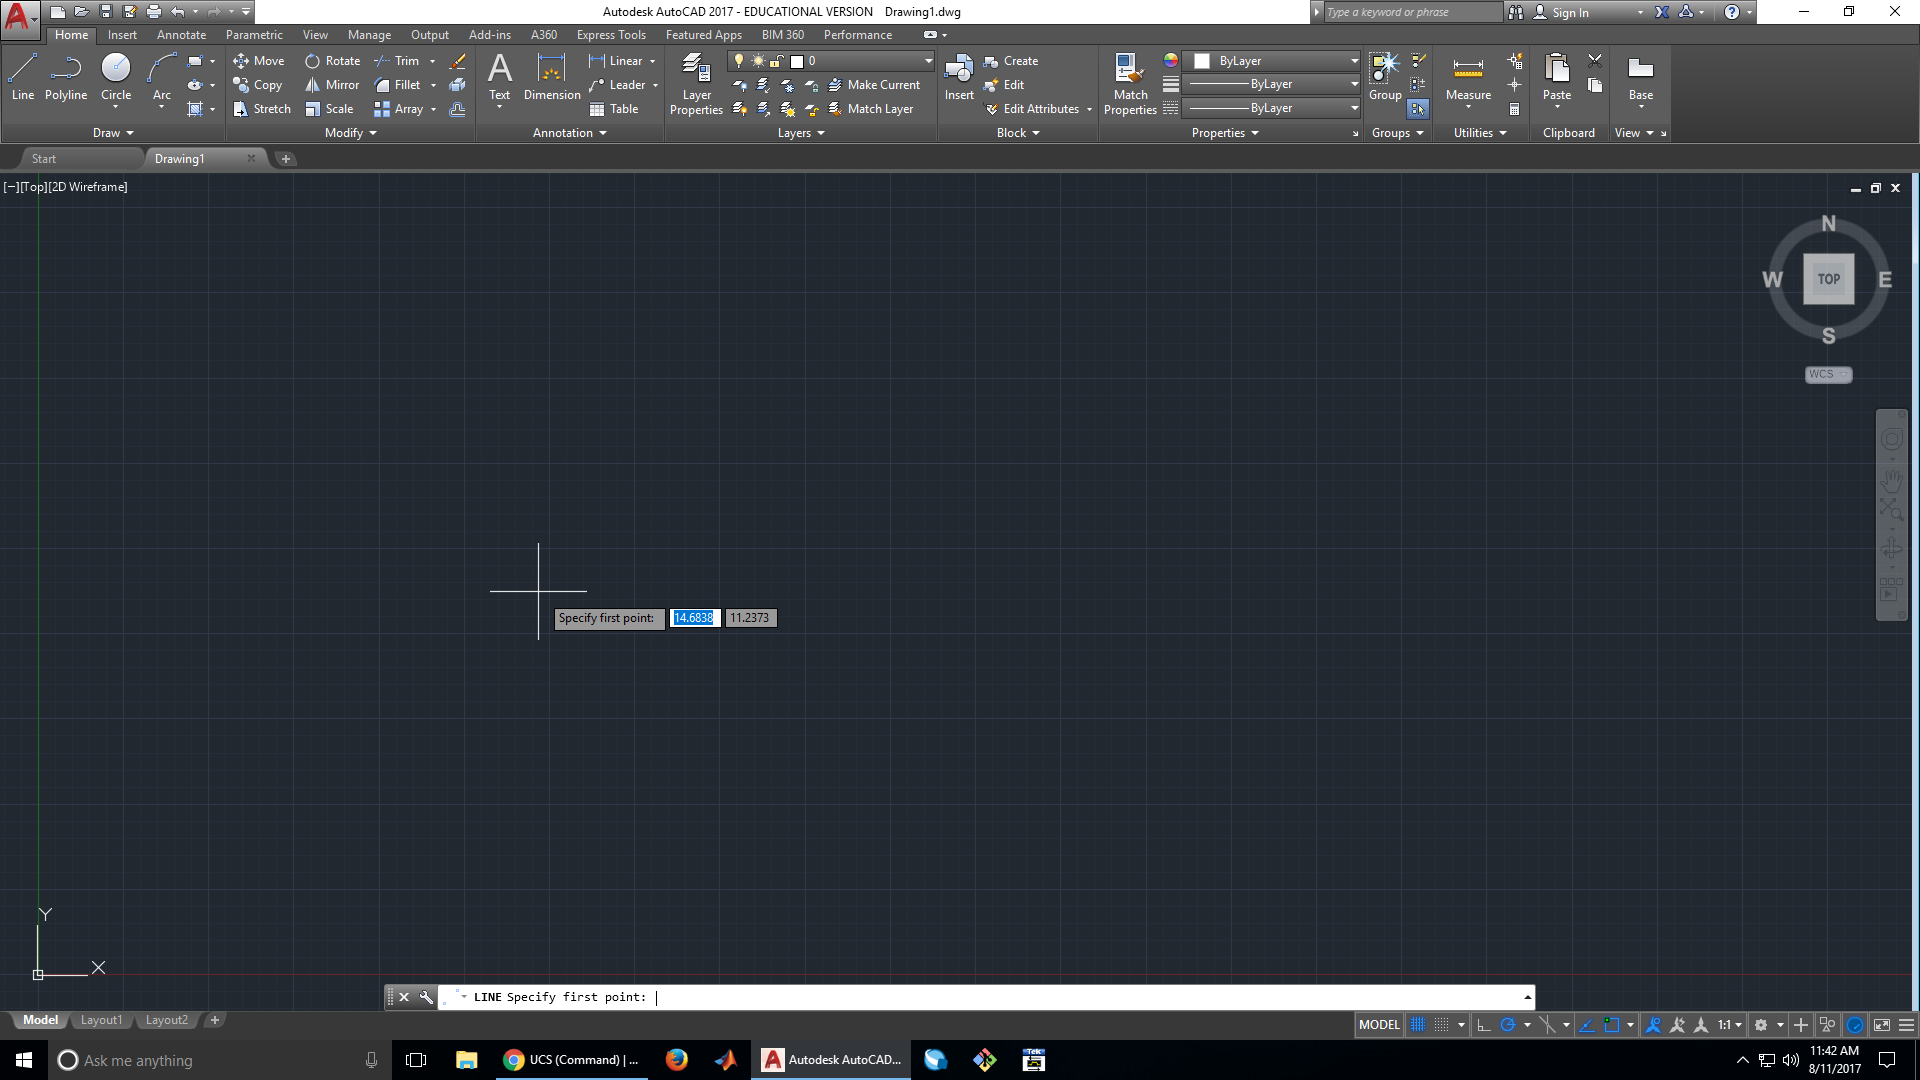 Autodesk AutoCAD 2017 - EDUCATIONAL VERSION Drawing1.dwg
Type a keyword or phrase
Sign In
Home Insert Annotate Parametric View Manage Output Add-ins A360 Express Tools Featured Apps BIM 360 Performance
Line Polyline Circle Arc
Draw
Move Rotate Trim
Copy Mirror Fillet
Stretch Scale Array
Modify
Text Dimension
Linear
Leader
Table
Annotation
Layer Properties
0
Make Current
Match Layer
Layers
Insert
Create
Edit
Edit Attributes
Block
Match Properties
ByLayer
ByLayer
ByLayer
Properties
Group
Groups
Measure
Utilities
Paste
Clipboard
Base
View
Start Drawing1
[−][Top][2D Wireframe]
N
W TOP E
S
WCS
Specify first point: 14.6838 11.2373
Y
X
LINE Specify first point:
Model Layout1 Layout2
MODEL 1:1
Ask me anything
UCS (Command) | ...
Autodesk AutoCAD...
Tek
11:42 AM
8/11/2017